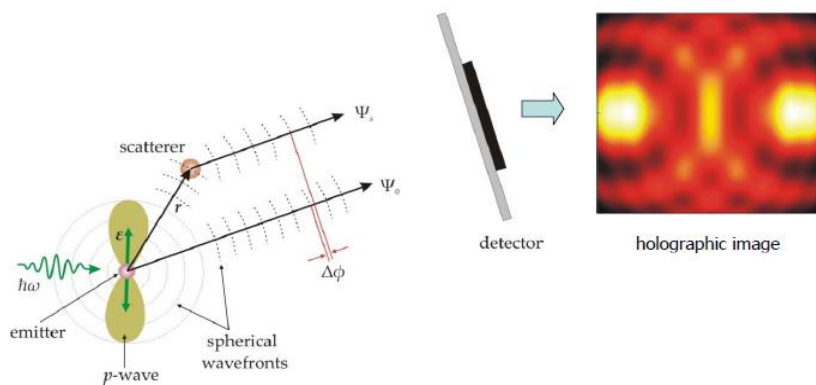 Ψs
scatterer
Ψ0
r
ε
Δϕ
ħω
emitter
spherical
wavefronts
p-wave
detector
holographic image